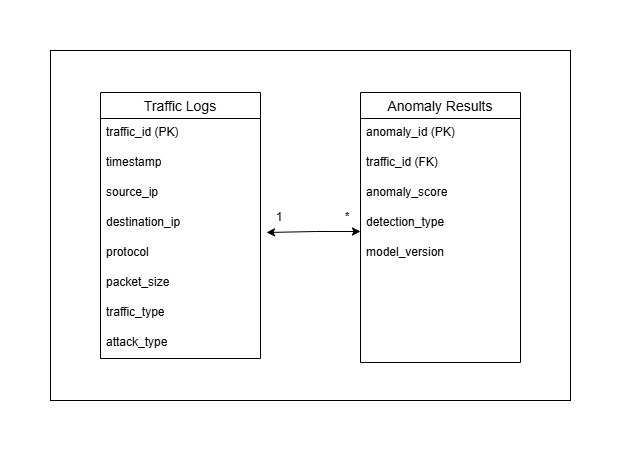 Traffic Logs
traffic_id (PK)
timestamp
source_ip
destination_ip
protocol
packet_size
traffic_type
attack_type
1
*
Anomaly Results
anomaly_id (PK)
traffic_id (FK)
anomaly_score
detection_type
model_version